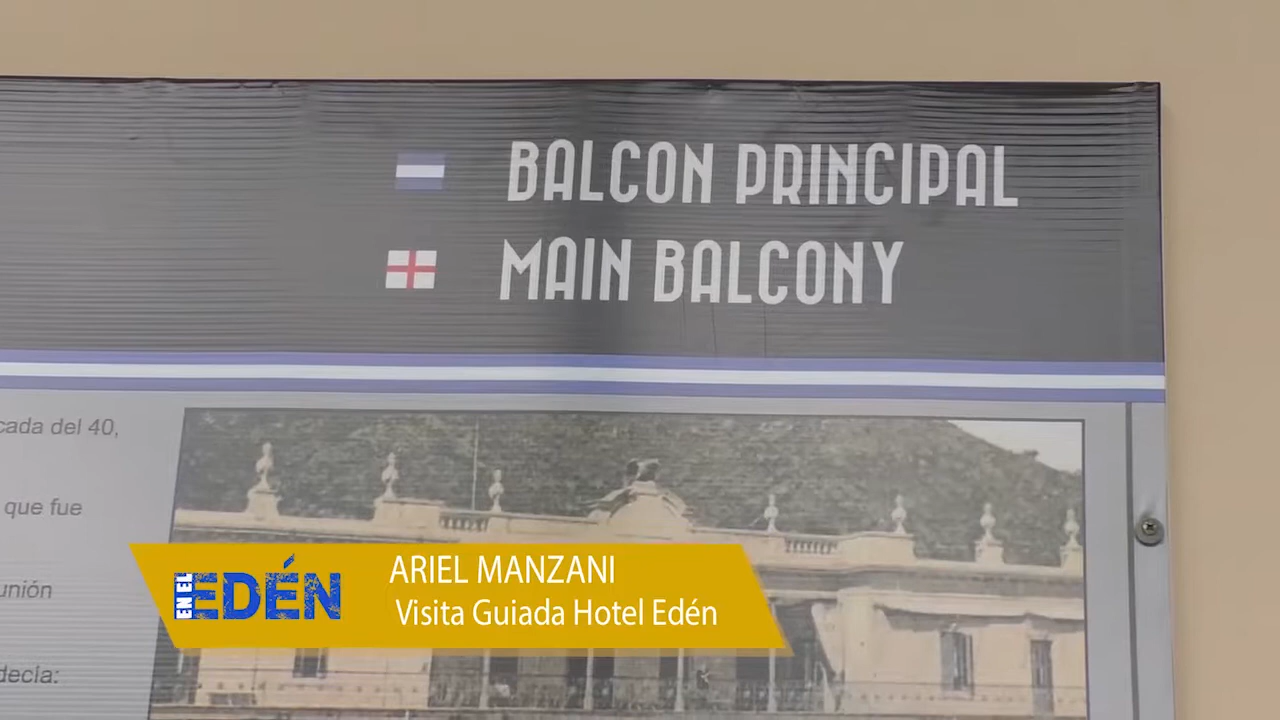 BALCON PRINCIPAL
MAIN BALCONY
cada del 40,
que fue
unión
decía:
EN EL EDÉN
ARIEL MANZANI
Visita Guiada Hotel Edén